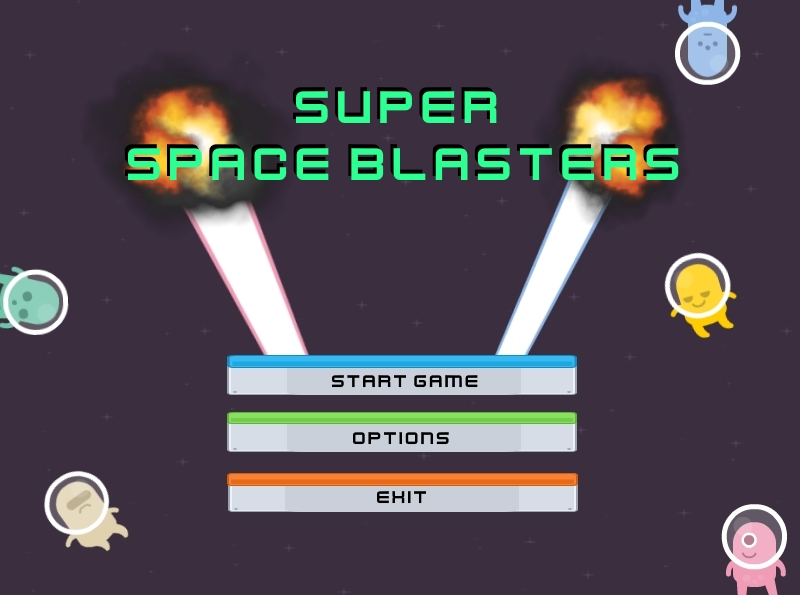 SUPER
SPACE BLASTERS
START GAME
OPTIONS
EXIT